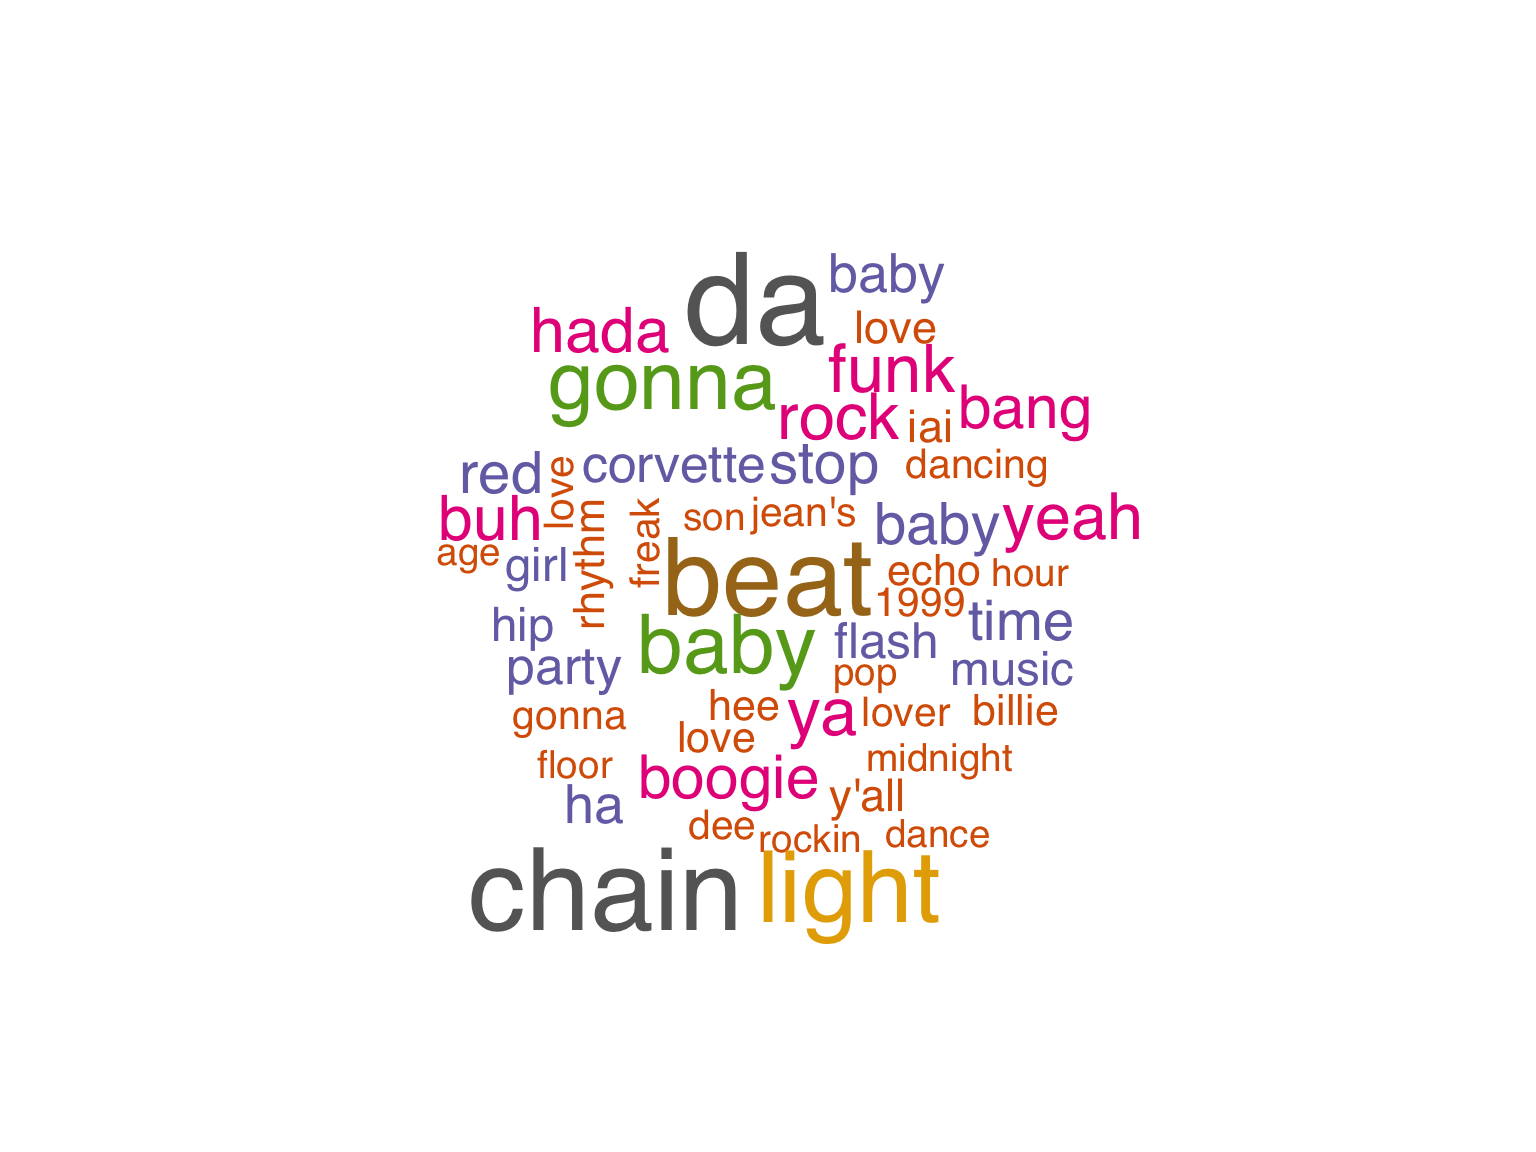 da
baby
hada
love
gonna
funk
rock
iai
bang
red
love
corvette
stop
dancing
buh
rhythm
freak
son
jean's
baby
yeah
age
girl
beat
echo
hour
1999
time
hip
baby
flash
party
pop
music
gonna
hee
ya
lover
billie
love
floor
boogie
midnight
ha
y'all
dee
rockin
dance
chain
light